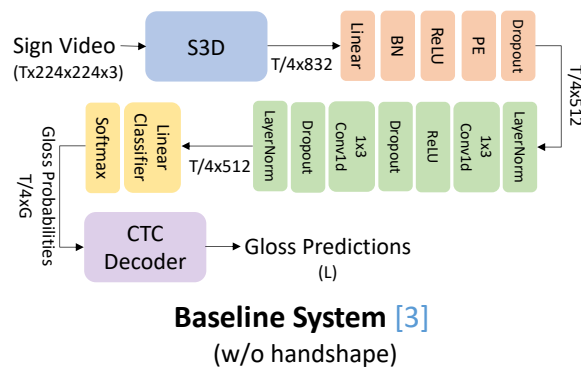 Sign Video
(Tx224x224x3)
S3D
T/4x832
Linear
BN
ReLU
PE
Dropout
T/4x512
LayerNorm
1x3
Conv1d
ReLU
Dropout
1x3
Conv1d
Dropout
LayerNorm
T/4x512
Linear
Classifier
Softmax
Gloss Probabilities
T/4xG
CTC
Decoder
Gloss Predictions
(L)
Baseline System [3]
(w/o handshape)